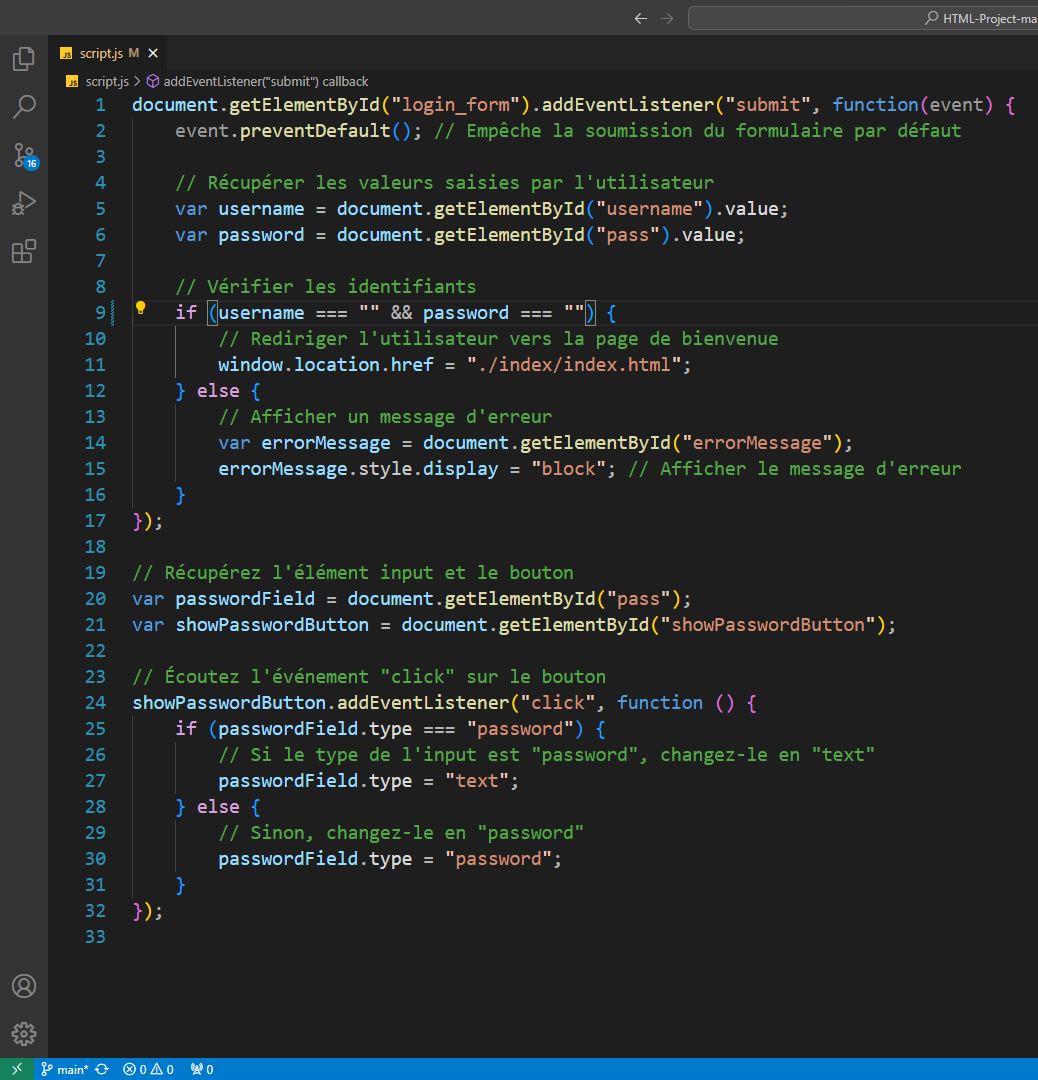 HTML-Project-ma
JS script.js M ×
JS script.js > addEventListener("submit") callback
1 document.getElementById("login_form").addEventListener("submit", function(event) {
2 event.preventDefault(); // Empêche la soumission du formulaire par défaut
3
4 // Récupérer les valeurs saisies par l'utilisateur
5 var username = document.getElementById("username").value;
6 var password = document.getElementById("pass").value;
7
8 // Vérifier les identifiants
9 if (username === "" && password === "") {
10 // Rediriger l'utilisateur vers la page de bienvenue
11 window.location.href = "./index/index.html";
12 } else {
13 // Afficher un message d'erreur
14 var errorMessage = document.getElementById("errorMessage");
15 errorMessage.style.display = "block"; // Afficher le message d'erreur
16 }
17 });
18
19 // Récupérez l'élément input et le bouton
20 var passwordField = document.getElementById("pass");
21 var showPasswordButton = document.getElementById("showPasswordButton");
22
23 // Écoutez l'événement "click" sur le bouton
24 showPasswordButton.addEventListener("click", function () {
25 if (passwordField.type === "password") {
26 // Si le type de l'input est "password", changez-le en "text"
27 passwordField.type = "text";
28 } else {
29 // Sinon, changez-le en "password"
30 passwordField.type = "password";
31 }
32 });
33
16
main* 0 0 0